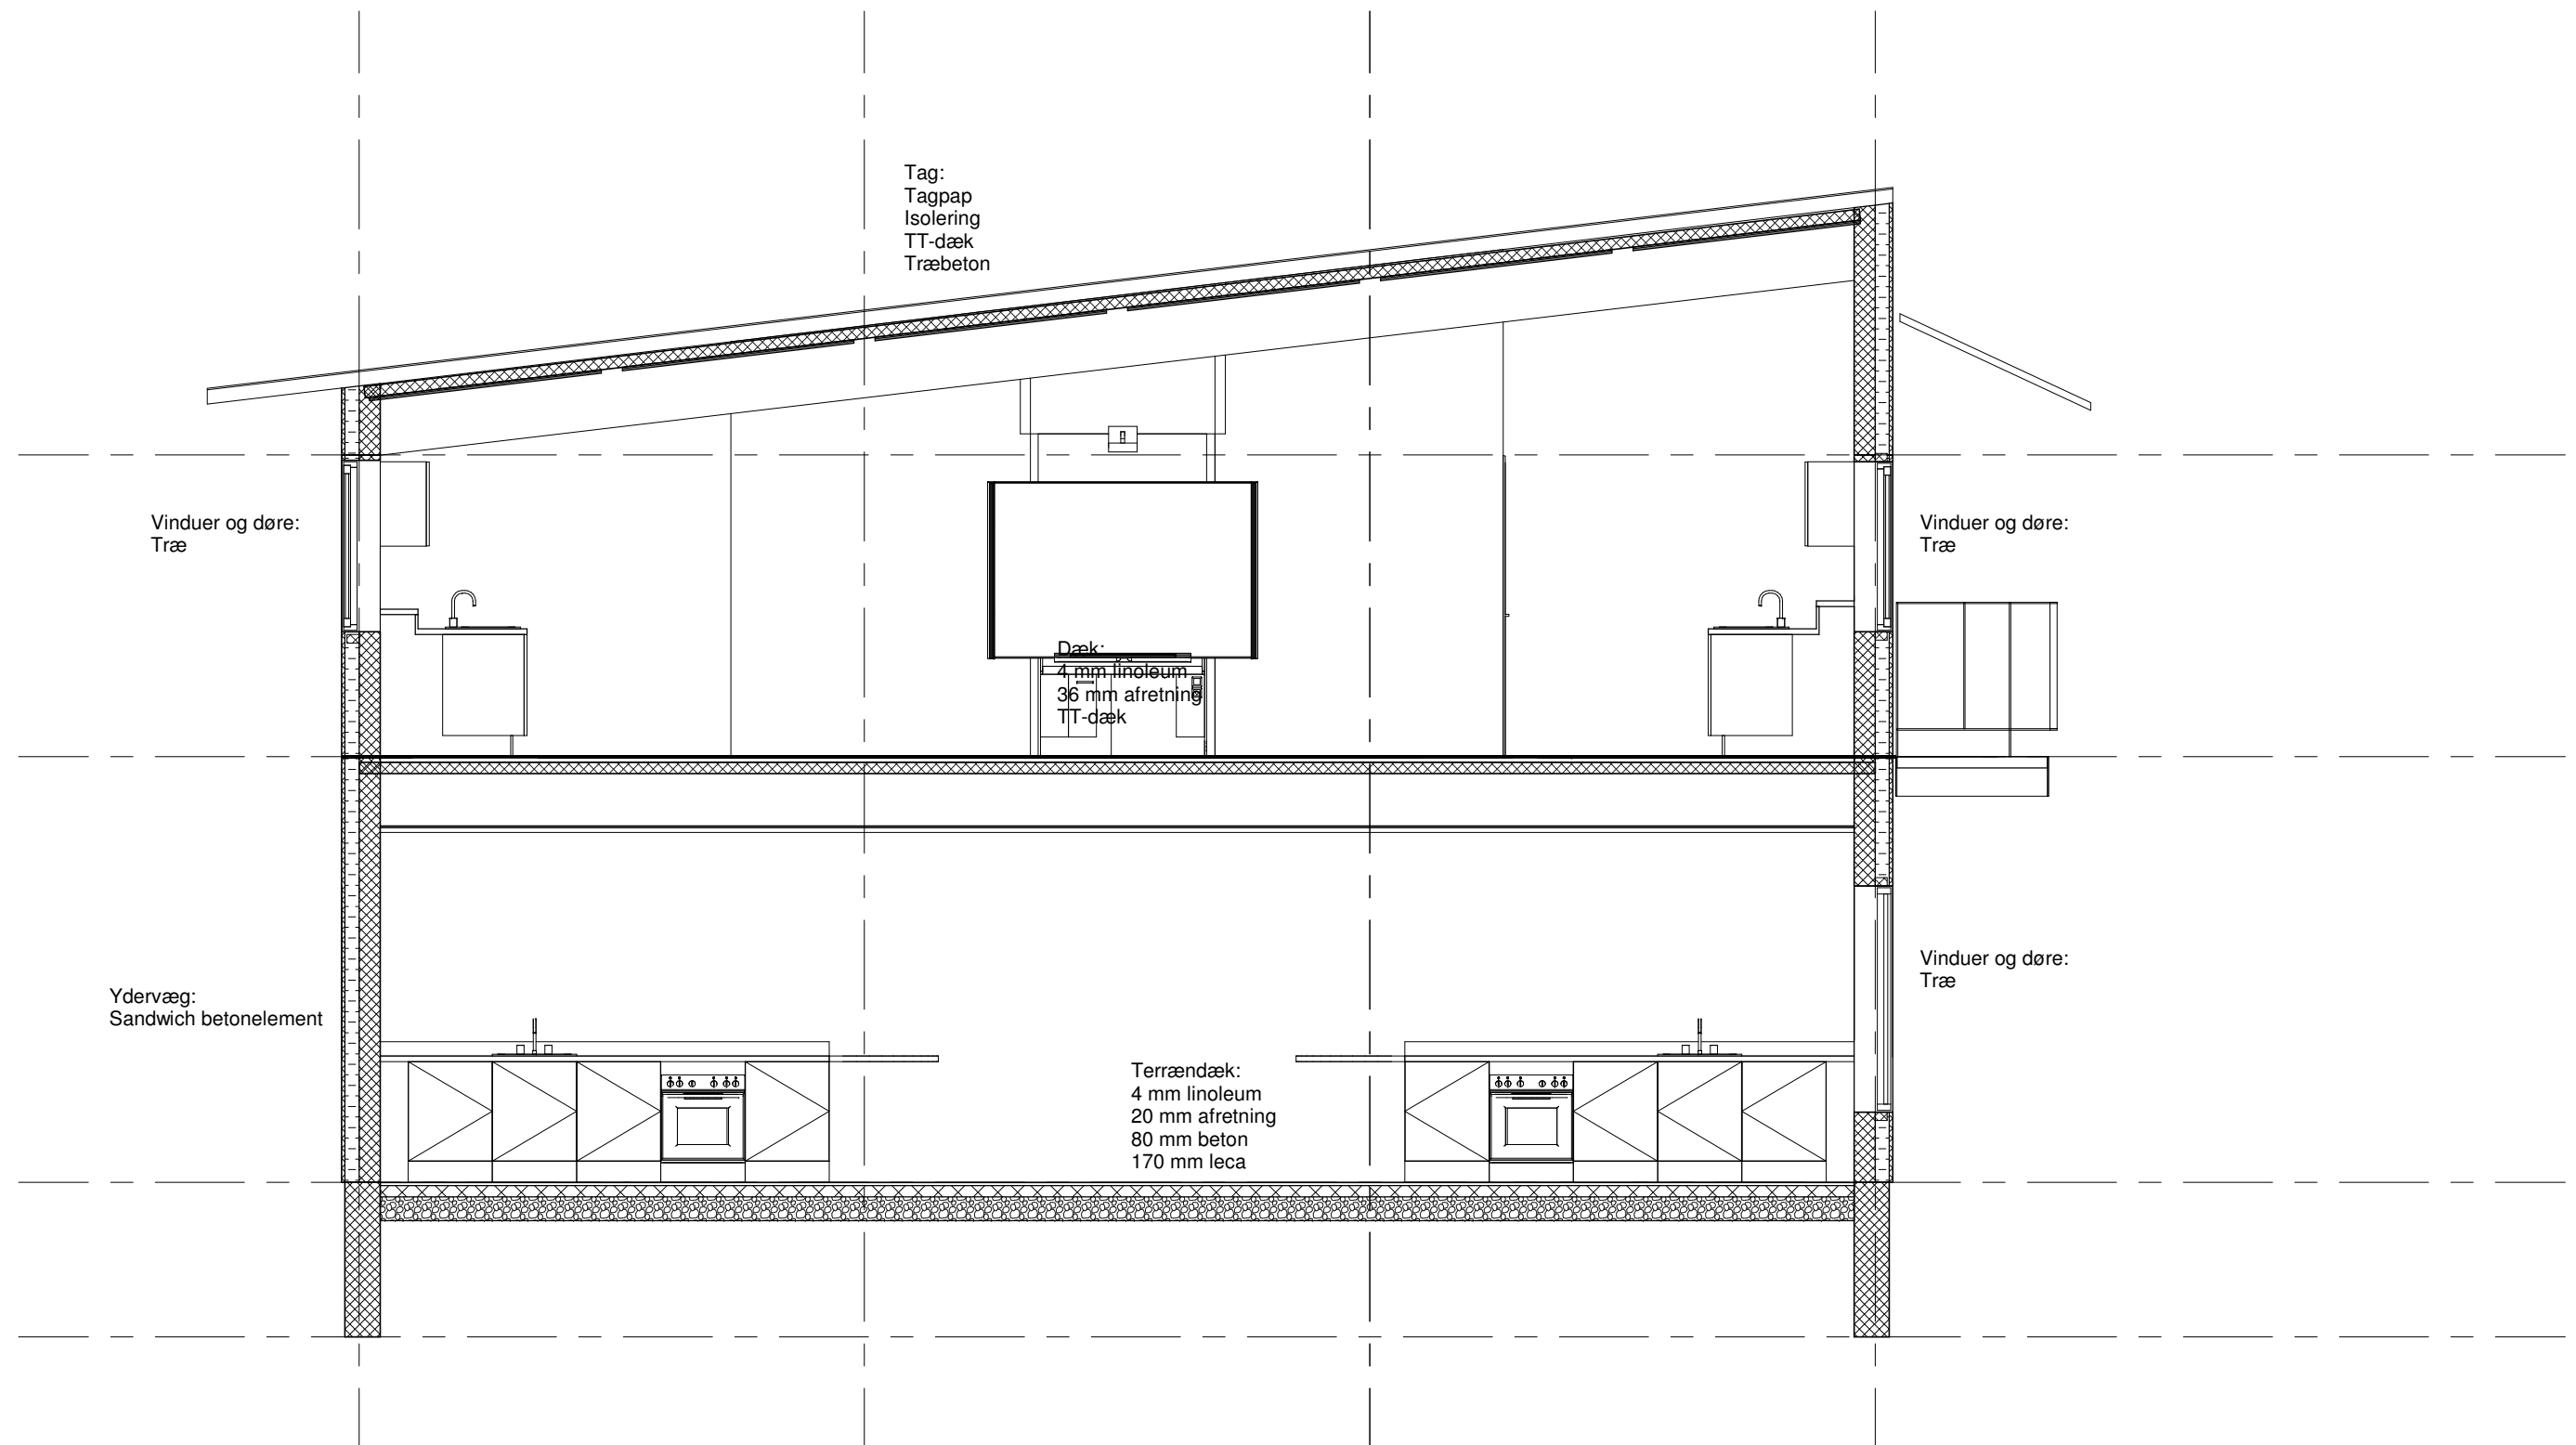 Tag:
Tagpap
Isolering
TT-dæk
Træbeton
Vinduer og døre:
Træ
Vinduer og døre:
Træ
Dæk:
4 mm linoleum
36 mm afretning
TT-dæk
Vinduer og døre:
Træ
Ydervæg:
Sandwich betonelement
Terrændæk:
4 mm linoleum
20 mm afretning
80 mm beton
170 mm leca